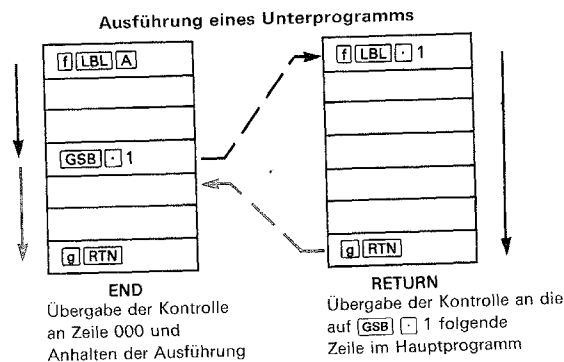 Ausführung eines Unterprogramms
f LBL A
GSB · 1
g RTN
END
Übergabe der Kontrolle
an Zeile 000 und
Anhalten der Ausführung
f LBL · 1
g RTN
RETURN
Übergabe der Kontrolle an die
auf GSB · 1 folgende
Zeile im Hauptprogramm